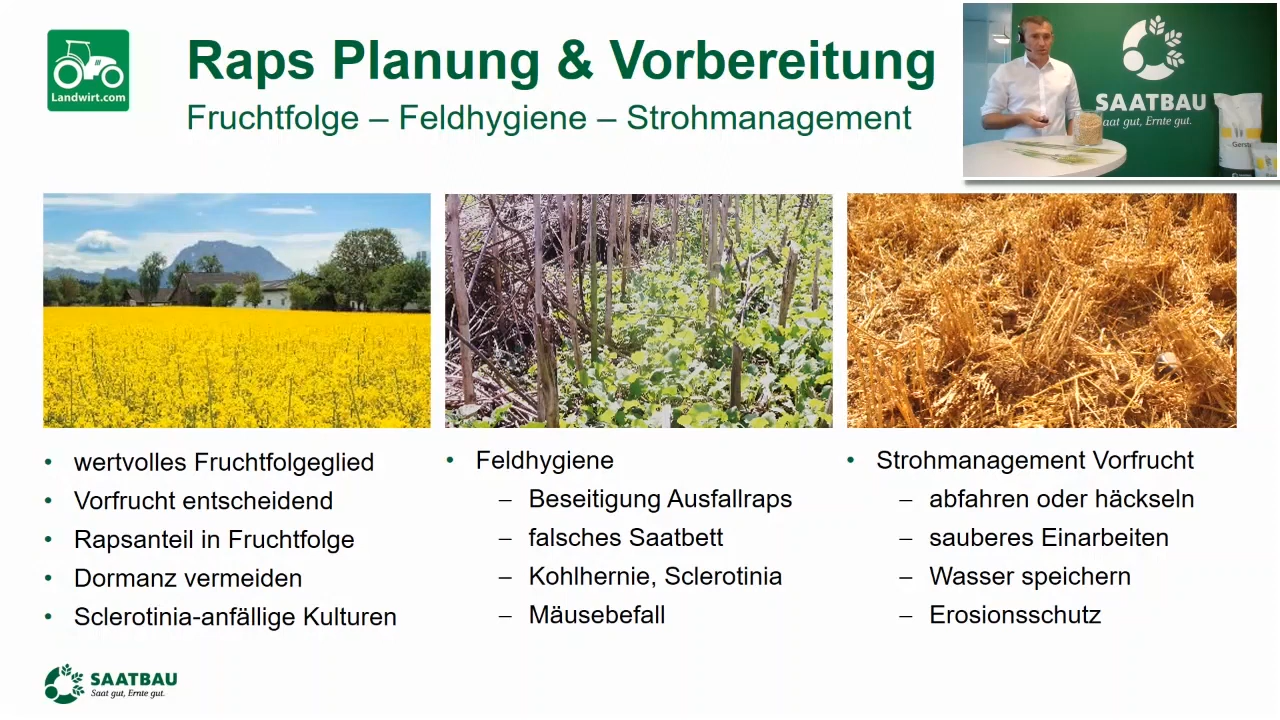 Landwirt.com
Raps Planung & Vorbereitung
Fruchtfolge – Feldhygiene – Strohmanagement
SAATBAU
aat gut, Ernte gut.
Gerste
• wertvolles Fruchtfolgeglied
• Vorfrucht entscheidend
• Rapsanteil in Fruchtfolge
• Dormanz vermeiden
• Sclerotinia-anfällige Kulturen
• Feldhygiene
– Beseitigung Ausfallraps
– falsches Saatbett
– Kohlhernie, Sclerotinia
– Mäusebefall
• Strohmanagement Vorfrucht
– abfahren oder häckseln
– sauberes Einarbeiten
– Wasser speichern
– Erosionsschutz
SAATBAU
Saat gut, Ernte gut.